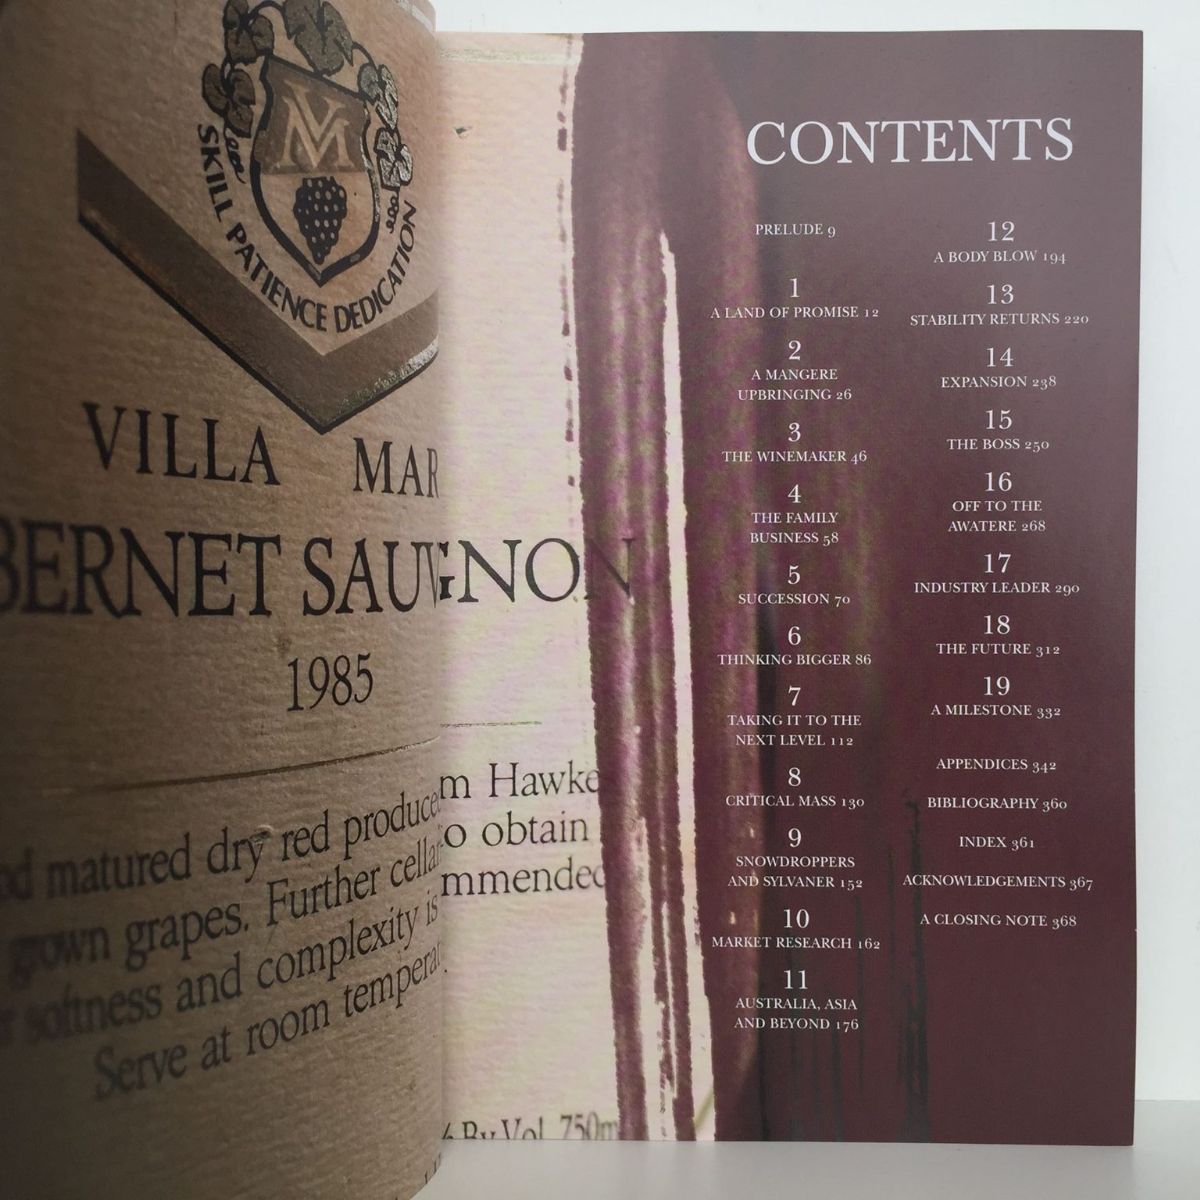 VM
SKILL PATIENCE DEDICATION
VILLA MAR
BERNET SAUVGNON
1985
matured dry red produce
m Hawke
gown grapes. Further cella
o obtain
softness and complexity is
mmended
Serve at room tempera
By Vol. 750m
CONTENTS
PRELUDE 9
1
A LAND OF PROMISE 12
2
A MANGERE
UPBRINGING 26
3
THE WINEMAKER 46
4
THE FAMILY
BUSINESS 58
5
SUCCESSION 70
6
THINKING BIGGER 86
7
TAKING IT TO THE
NEXT LEVEL 112
8
CRITICAL MASS 130
9
SNOWDROPPERS
AND SYLVANER 152
10
MARKET RESEARCH 162
11
AUSTRALIA, ASIA
AND BEYOND 176
12
A BODY BLOW 194
13
STABILITY RETURNS 220
14
EXPANSION 238
15
THE BOSS 250
16
OFF TO THE
AWATERE 268
17
INDUSTRY LEADER 290
18
THE FUTURE 312
19
A MILESTONE 332
APPENDICES 342
BIBLIOGRAPHY 360
INDEX 361
ACKNOWLEDGEMENTS 367
A CLOSING NOTE 368